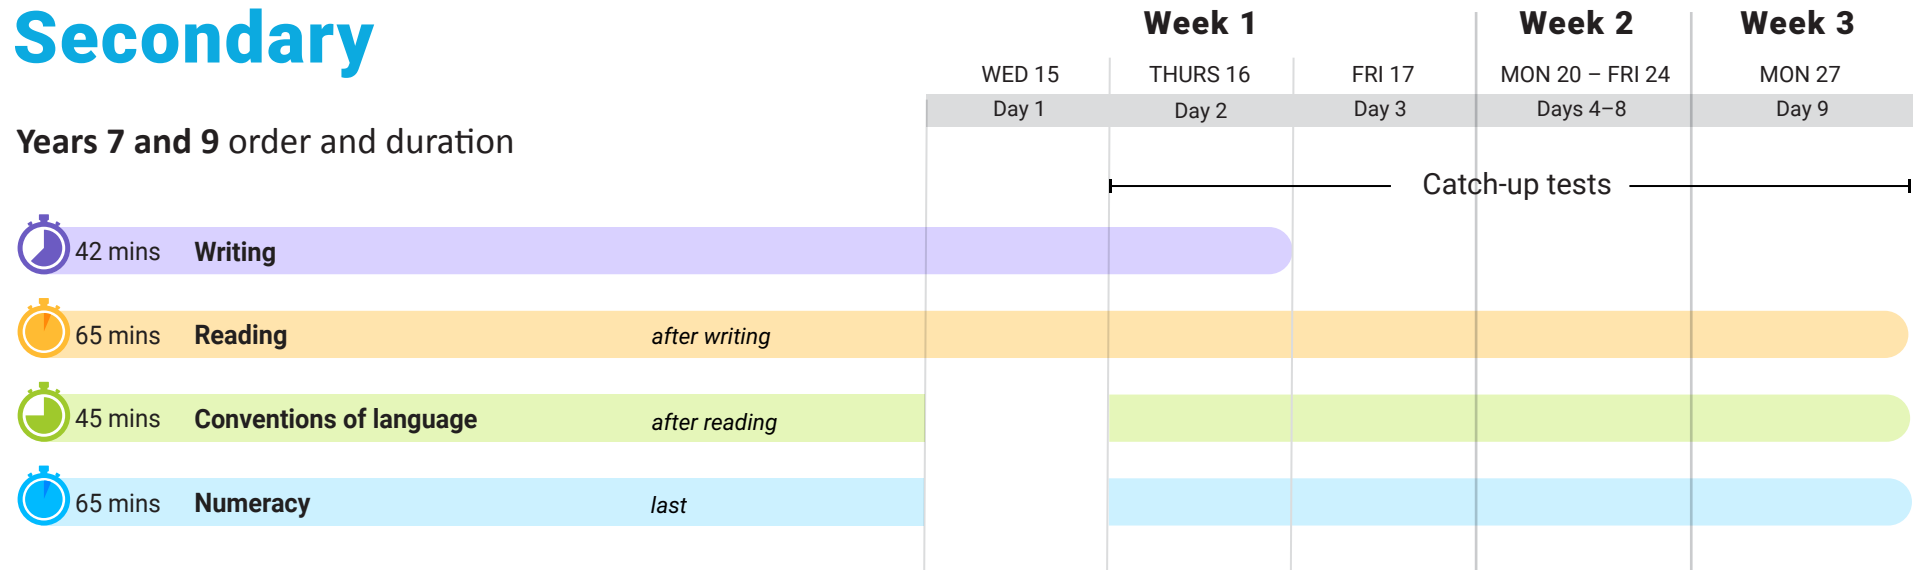 Secondary
Week 1 Week 2 Week 3
WED 15 THURS 16 FRI 17 MON 20 – FRI 24 MON 27
Day 1 Day 2 Day 3 Days 4–8 Day 9
Years 7 and 9 order and duration
Catch-up tests
42 mins Writing
65 mins Reading after writing
45 mins Conventions of language after reading
65 mins Numeracy last